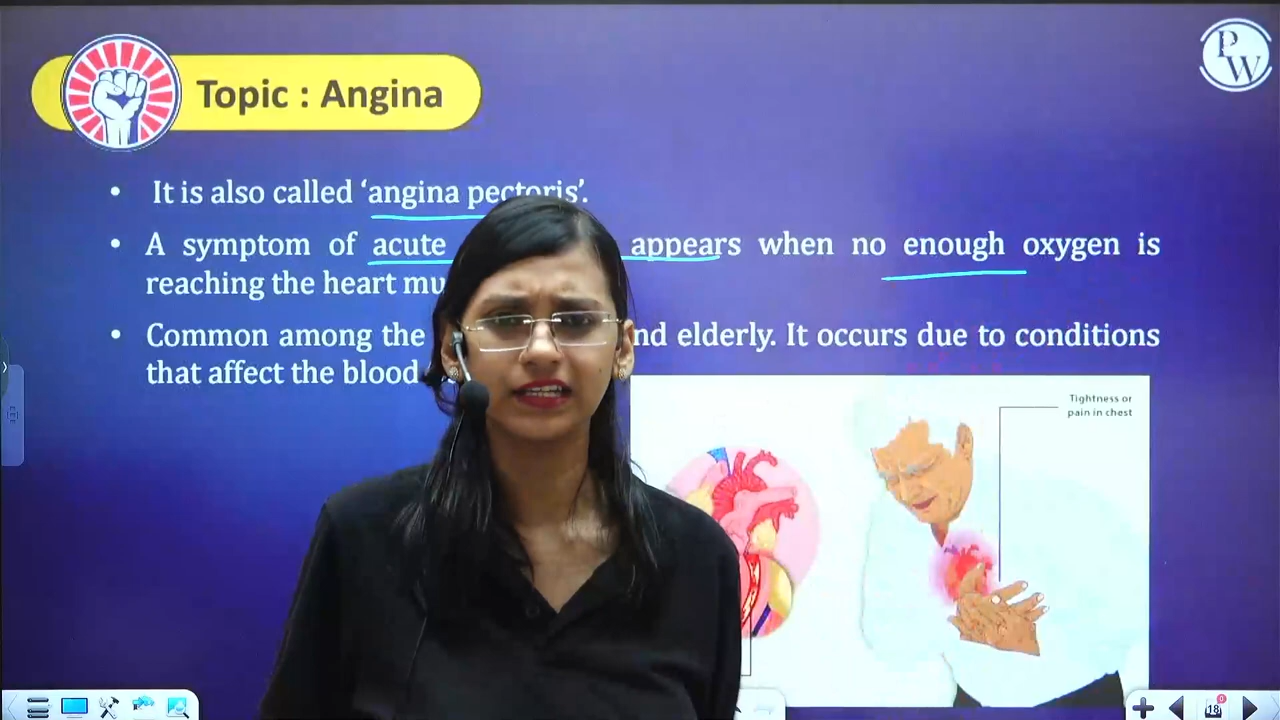 PW
Topic : Angina
• It is also called ‘angina pectoris’.
• A symptom of acute appears when no enough oxygen is
reaching the heart
• Common among the elderly. It occurs due to conditions
that affect the blood
Tightness or
pain in chest
18